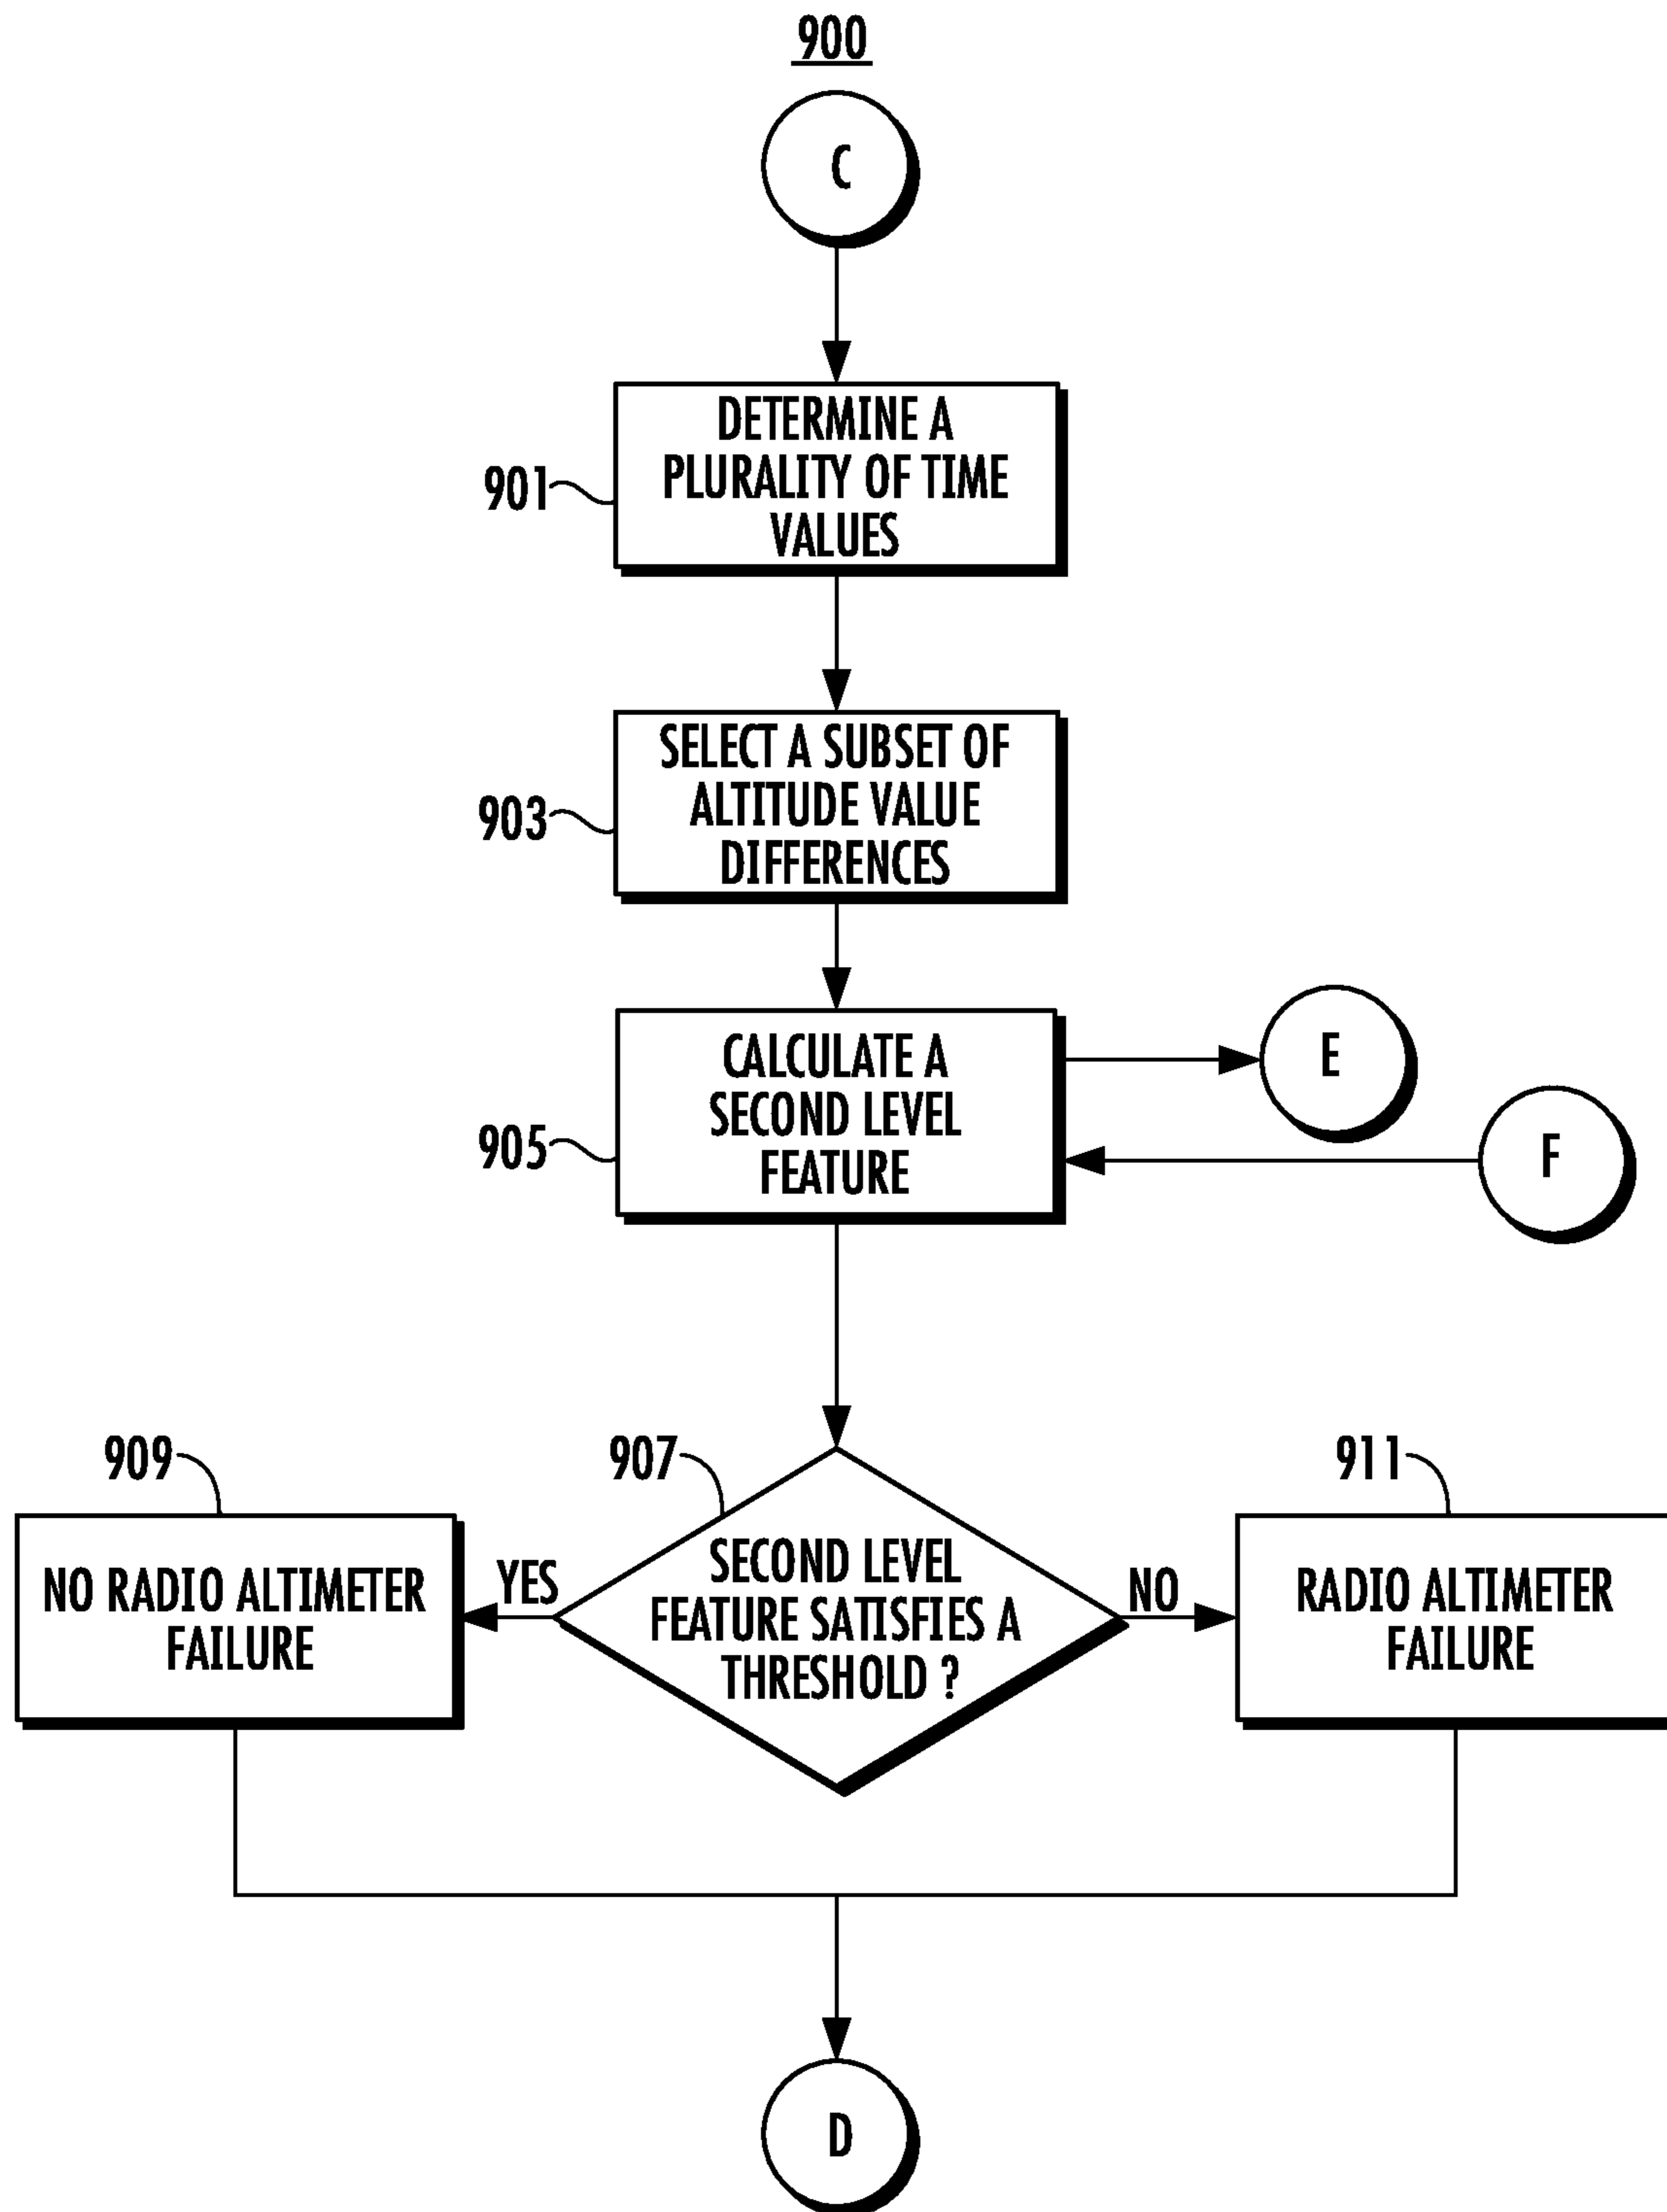 900
C
901
DETERMINE A
PLURALITY OF TIME
VALUES
903
SELECT A SUBSET OF
ALTITUDE VALUE
DIFFERENCES
905
CALCULATE A
SECOND LEVEL
FEATURE
E
F
909
907
911
NO RADIO ALTIMETER
FAILURE
YES
SECOND LEVEL
FEATURE SATISFIES A
THRESHOLD ?
NO
RADIO ALTIMETER
FAILURE
D